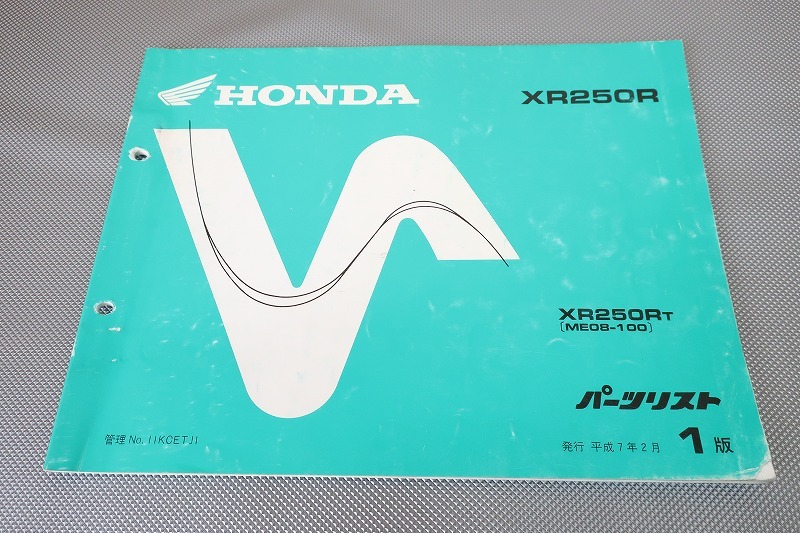 HONDA
XR250R
XR250RT
[ME08-100]
パーツリスト
管理 No. 11KCETJ1
発行 平成7年2月 1版